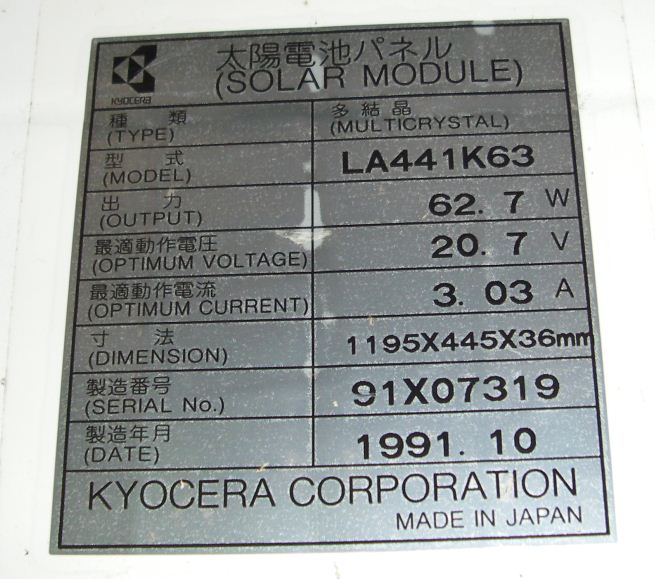 太陽電池パネル
(SOLAR MODULE)
KYOCERA
種類 多結晶
(TYPE) (MULTICRYSTAL)
型式
(MODEL) LA441K63
出力
(OUTPUT) 62.7 W
最適動作電圧
(OPTIMUM VOLTAGE) 20.7 V
最適動作電流
(OPTIMUM CURRENT) 3.03 A
寸法
(DIMENSION) 1195X445X36mm
製造番号
(SERIAL No.) 91X07319
製造年月
(DATE) 1991.10
KYOCERA CORPORATION
MADE IN JAPAN